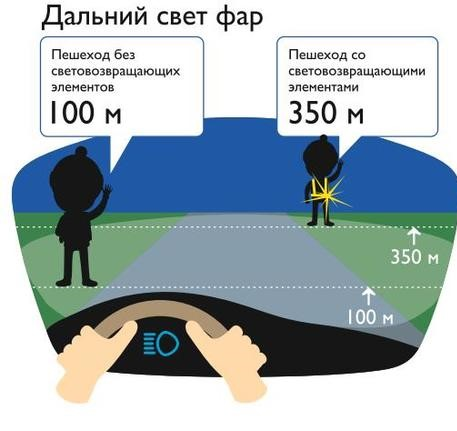 Дальний свет фар
Пешеход без
световозвращающих
элементов
100 м
Пешеход со
световозвращающими
элементами
350 м
350 м
100 м